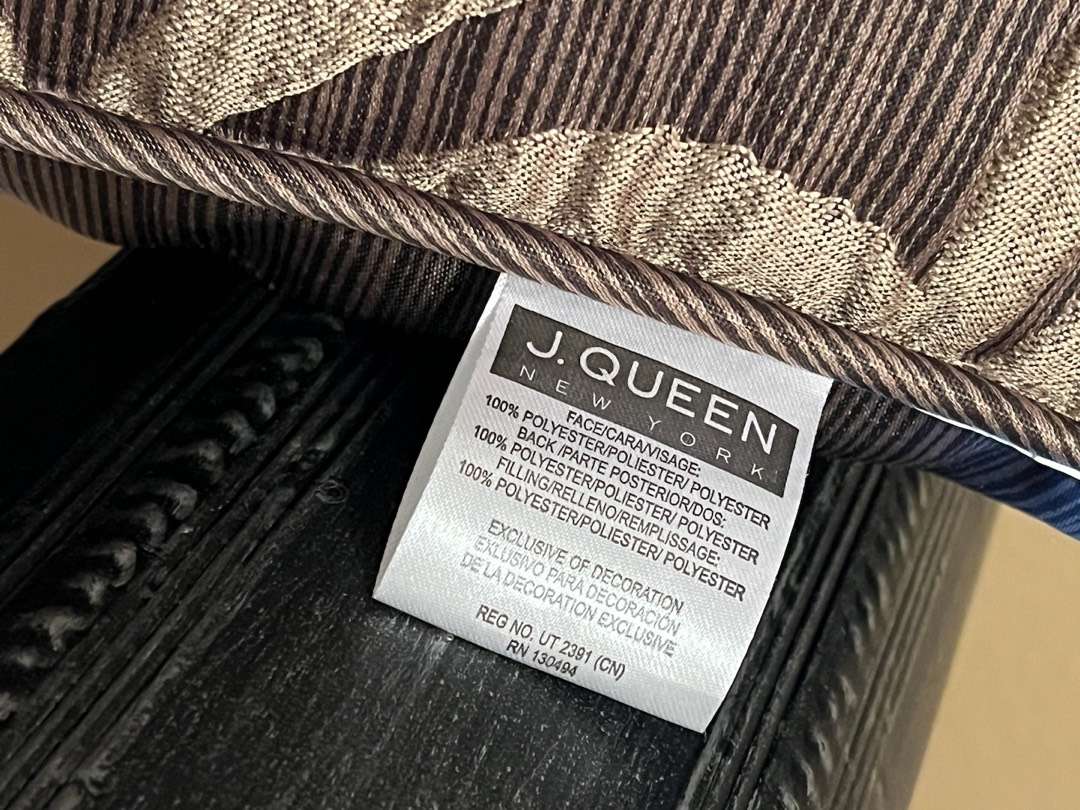 J. QUEEN
NEW YORK
FACE/CARA/VISAGE:
100% POLYESTER/POLIESTER/ POLYESTER
BACK /PARTE POSTERIOR/DOS:
100% POLYESTER/POLIESTER/ POLYESTER
FILLING/RELLENO/REMPLISSAGE:
100% POLYESTER/POLIESTER/ POLYESTER
EXCLUSIVE OF DECORATION
EXLUSIVO PARA DECORACIÓN
DE LA DECORATION EXCLUSIVE
REG NO. UT 2391 (CN)
RN 130494